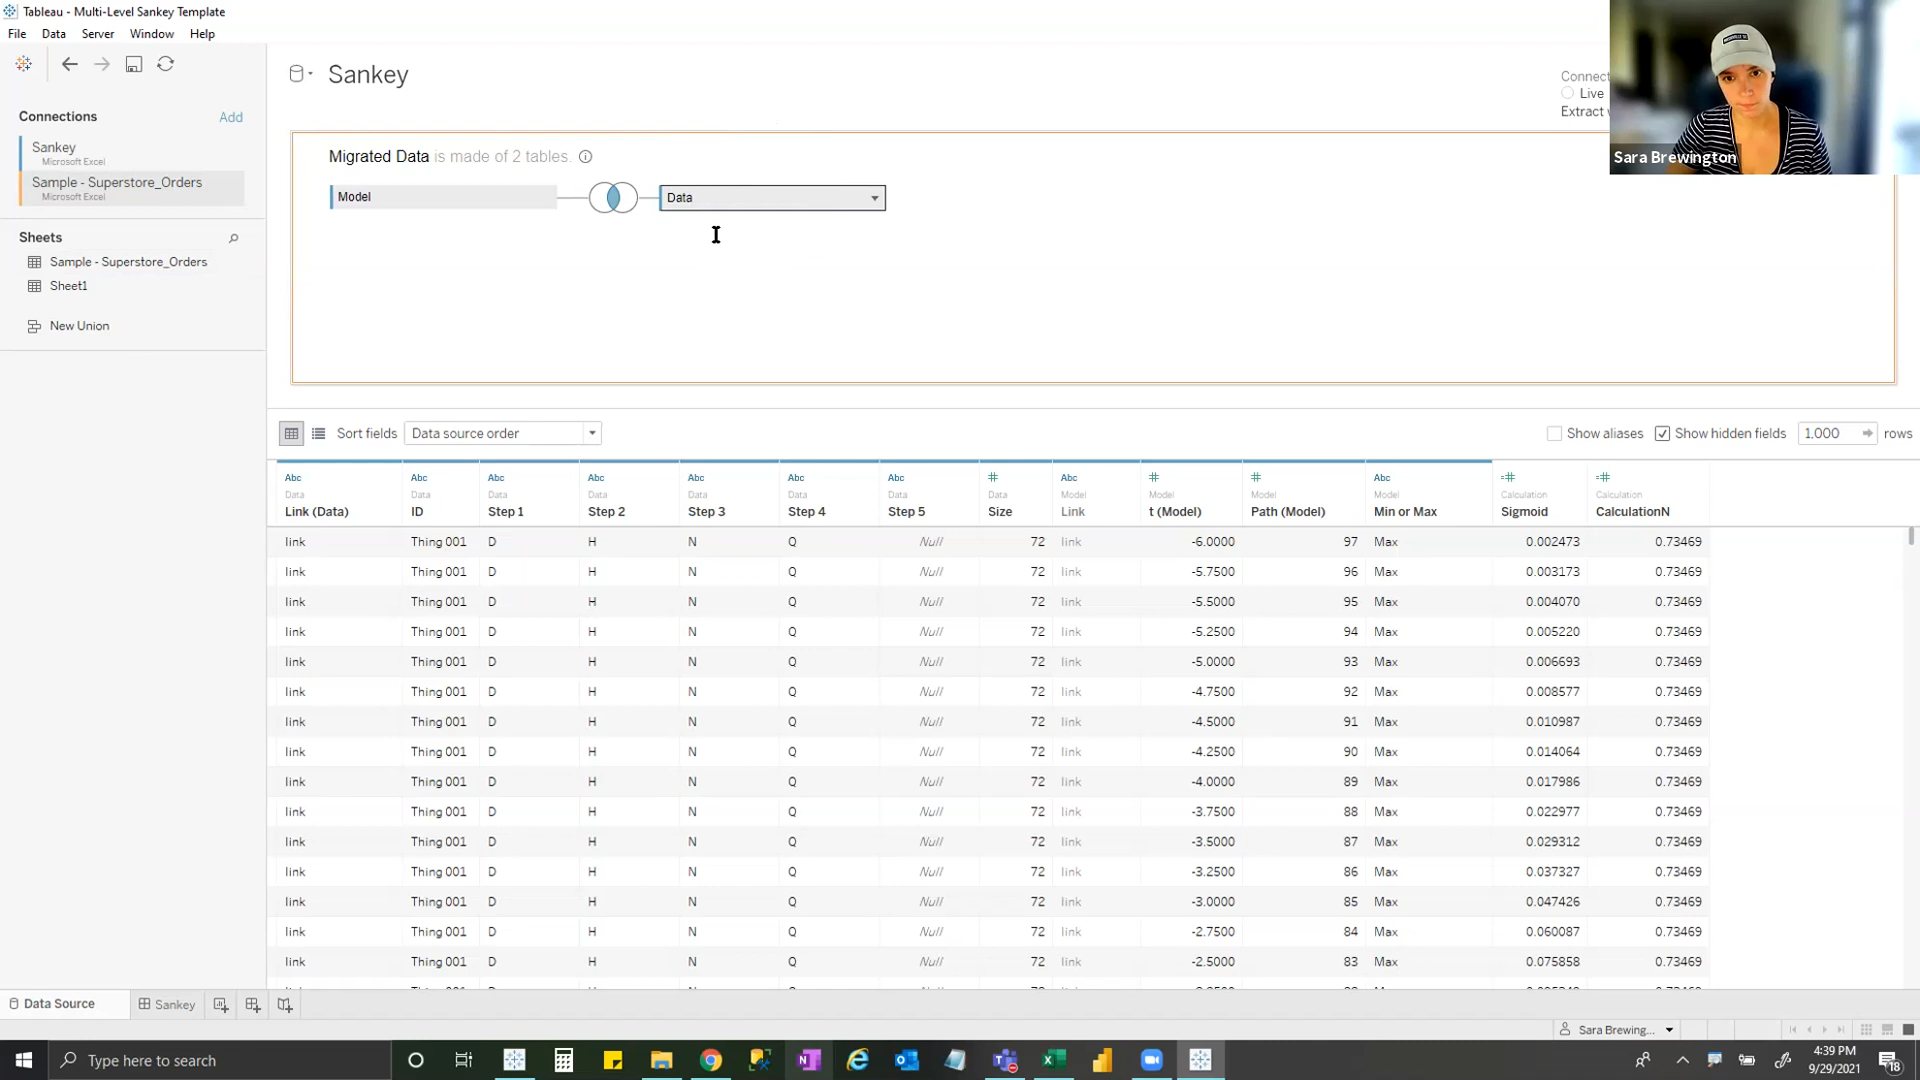 Tableau - Multi-Level Sankey Template
File Data Server Window Help
Sankey
Connect
Live
Extract
Sara Brewington
Connections Add
Sankey
Microsoft Excel
Sample - Superstore_Orders
Microsoft Excel
Sheets
Sample - Superstore_Orders
Sheet1
New Union
Migrated Data is made of 2 tables.
Model Data
Sort fields Data source order Show aliases Show hidden fields 1,000 rows
Abc Abc Abc Abc Abc Abc Abc # Abc # # Abc =# =#
Data Data Data Data Data Data Data Data Model Model Model Model Calculation Calculation
Link (Data) ID Step 1 Step 2 Step 3 Step 4 Step 5 Size Link t (Model) Path (Model) Min or Max Sigmoid CalculationN
link Thing 001 D H N Q Null 72 link -6.0000 97 Max 0.002473 0.73469
link Thing 001 D H N Q Null 72 link -5.7500 96 Max 0.003173 0.73469
link Thing 001 D H N Q Null 72 link -5.5000 95 Max 0.004070 0.73469
link Thing 001 D H N Q Null 72 link -5.2500 94 Max 0.005220 0.73469
link Thing 001 D H N Q Null 72 link -5.0000 93 Max 0.006693 0.73469
link Thing 001 D H N Q Null 72 link -4.7500 92 Max 0.008577 0.73469
link Thing 001 D H N Q Null 72 link -4.5000 91 Max 0.010987 0.73469
link Thing 001 D H N Q Null 72 link -4.2500 90 Max 0.014064 0.73469
link Thing 001 D H N Q Null 72 link -4.0000 89 Max 0.017986 0.73469
link Thing 001 D H N Q Null 72 link -3.7500 88 Max 0.022977 0.73469
link Thing 001 D H N Q Null 72 link -3.5000 87 Max 0.029312 0.73469
link Thing 001 D H N Q Null 72 link -3.2500 86 Max 0.037327 0.73469
link Thing 001 D H N Q Null 72 link -3.0000 85 Max 0.047426 0.73469
link Thing 001 D H N Q Null 72 link -2.7500 84 Max 0.060087 0.73469
link Thing 001 D H N Q Null 72 link -2.5000 83 Max 0.075858 0.73469
Data Source Sankey
Sara Brewing...
Type here to search
4:39 PM
9/29/2021
18